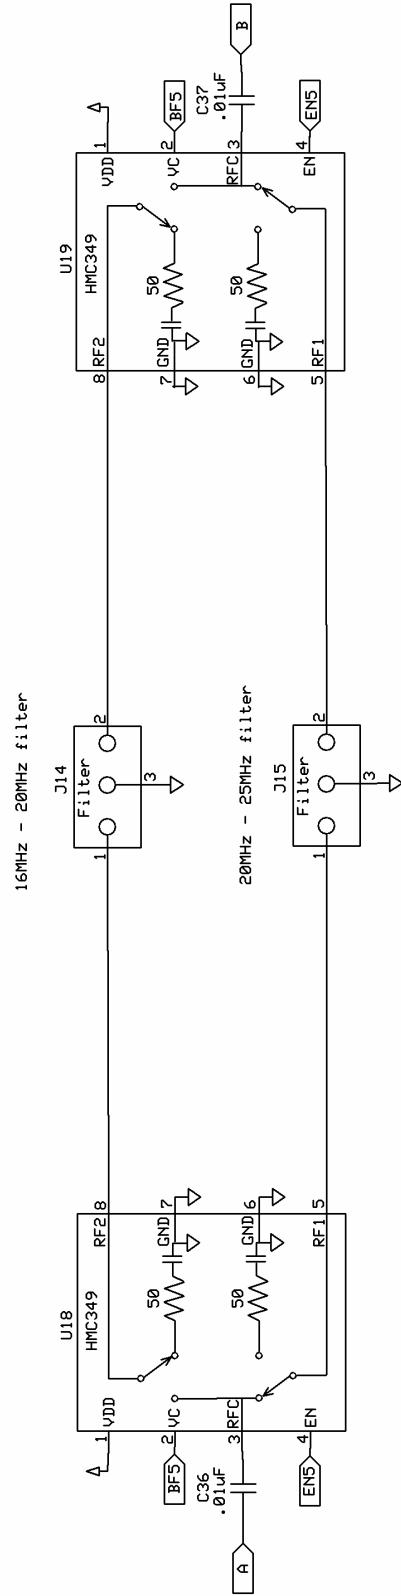 16MHz - 20MHz filter
20MHz - 25MHz filter
U18
HMC349
1
VDD
2
VC
3
RFC
4
EN
5
RF1
6
GND
7
GND
8
RF2
50
50
BF5
C36
.01uF
A
EN5
J14
Filter
1
2
3
J15
Filter
1
2
3
U19
HMC349
8
RF2
7
GND
6
GND
5
RF1
50
50
1
VDD
2
VC
3
RFC
4
EN
BF5
C37
.01uF
B
EN5